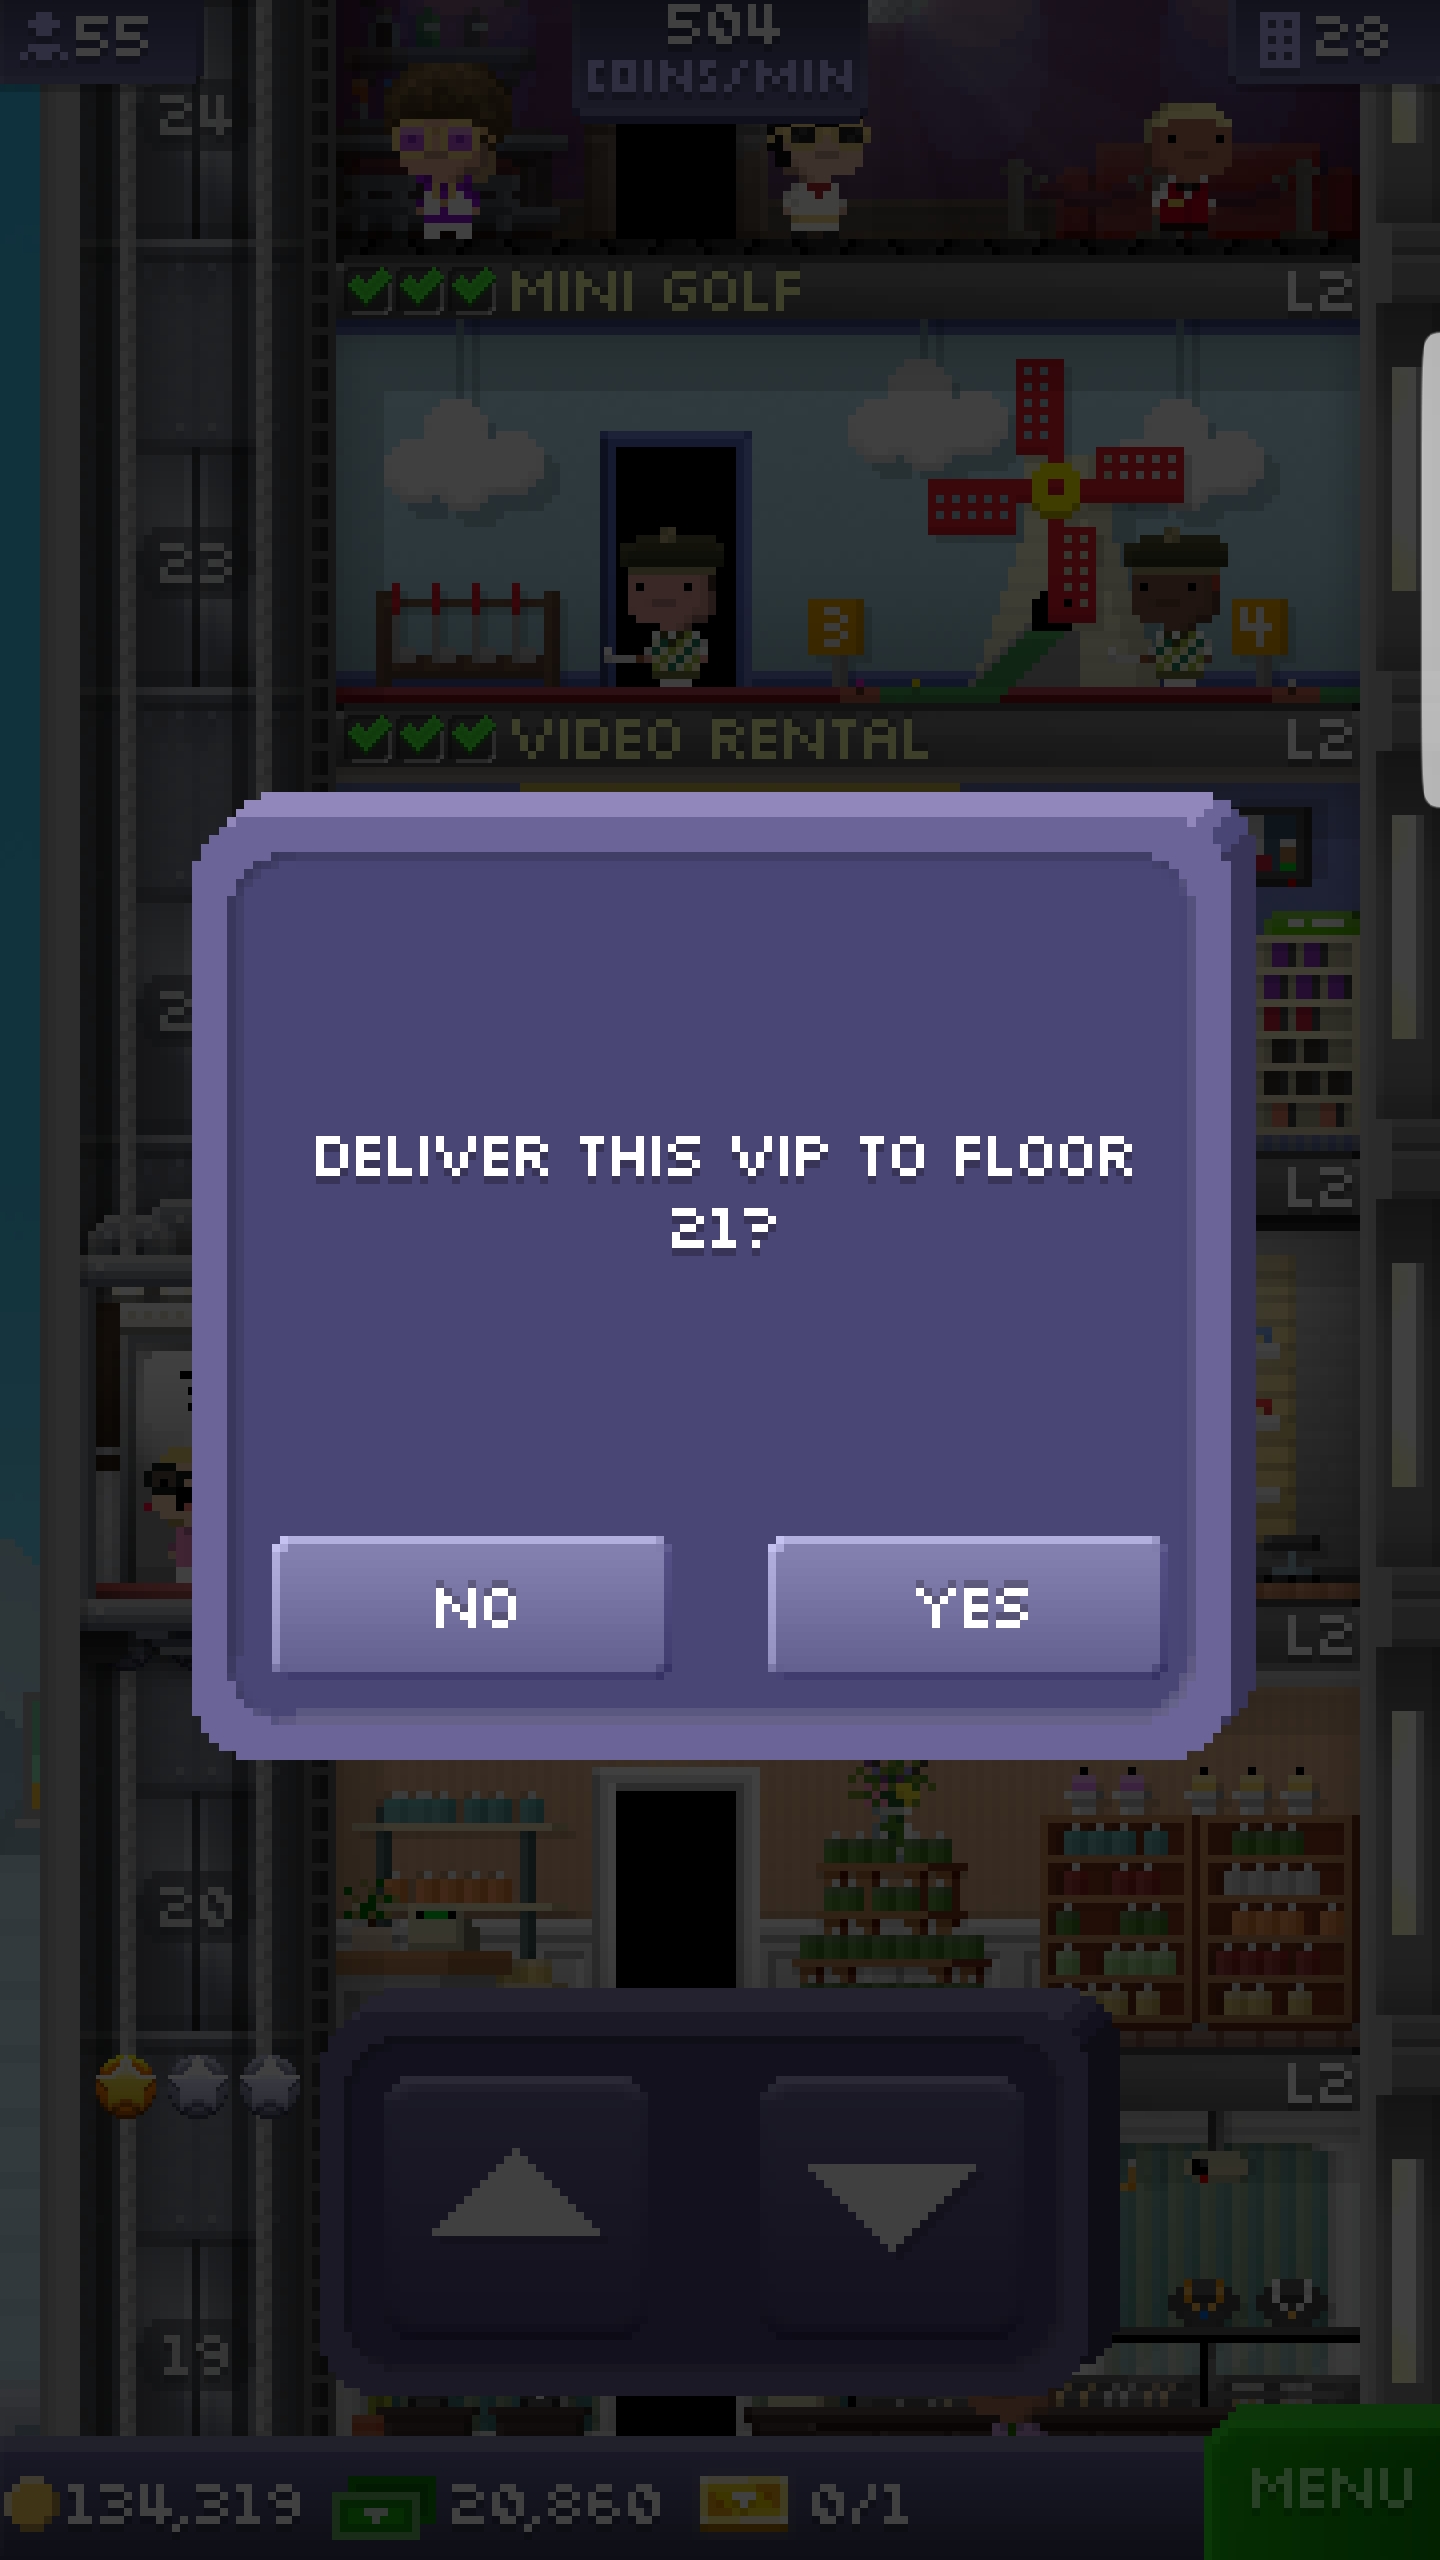 55
504
COINS/MIN
28
24
MINI GOLF
L2
23
3
4
VIDEO RENTAL
L2
L2
DELIVER THIS VIP TO FLOOR
21?
NO
YES
L2
20
L2
19
134,319
20,860
0/1
MENU